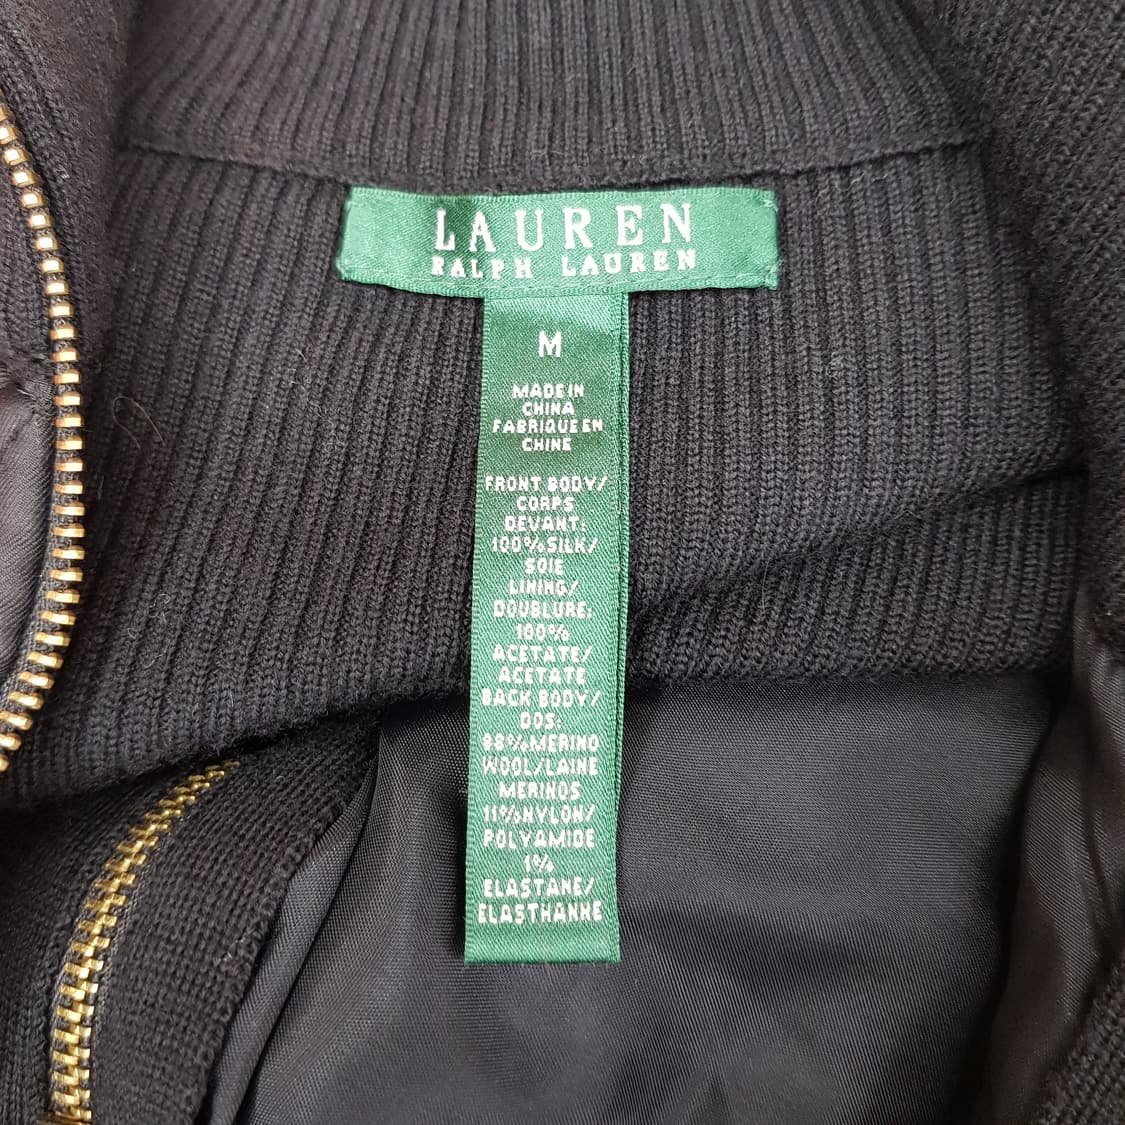 LAUREN
RALPH LAUREN
M
MADE IN
CHINA
FABRIQUE EN
CHINE
FRONT BODY/
CORPS
DEVANT:
100%SILK/
SOIE
LINING/
DOUBLURE:
100%
ACETATE/
ACETATE
BACK BODY/
DOS:
88%MERINO
WOOL/LAINE
MERINOS
11%NYLON/
POLYAMIDE
1%
ELASTANE/
ELASTHANNE